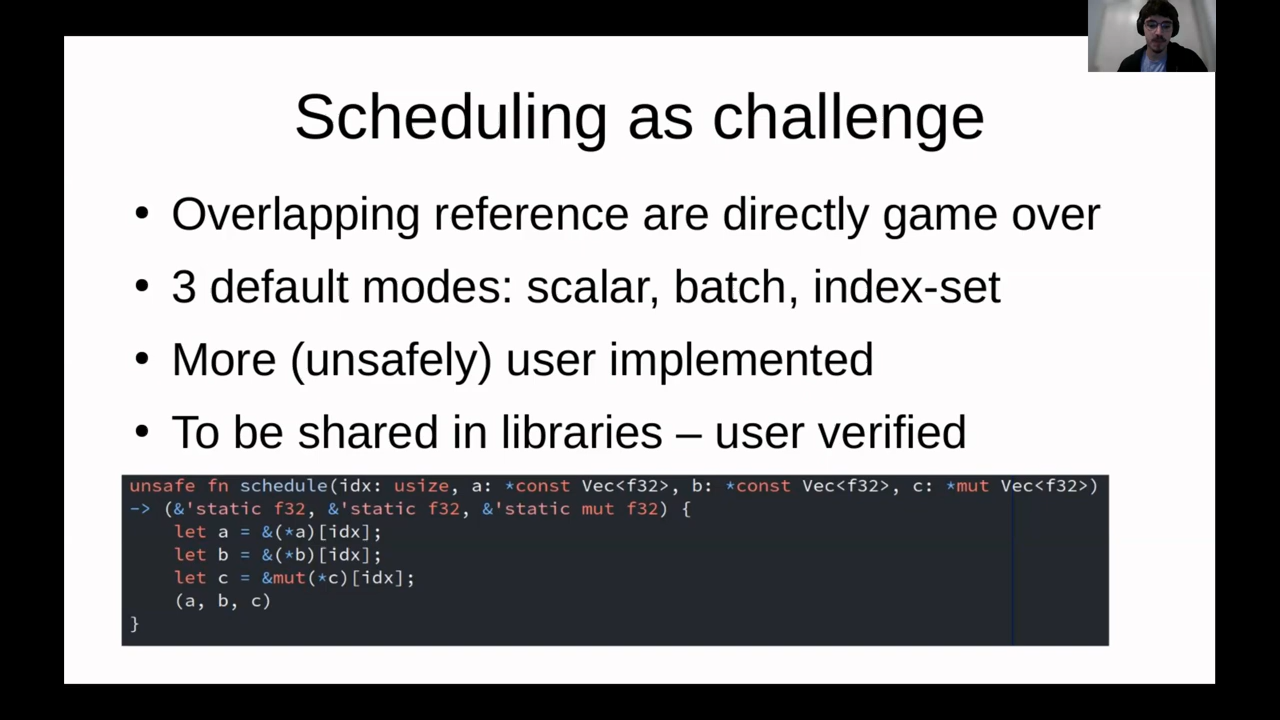 Scheduling as challenge
• Overlapping reference are directly game over
• 3 default modes: scalar, batch, index-set
• More (unsafely) user implemented
• To be shared in libraries – user verified
unsafe fn schedule(idx: usize, a: *const Vec<f32>, b: *const Vec<f32>, c: *mut Vec<f32>)
-> (&'static f32, &'static f32, &'static mut f32) {
    let a = &(*a)[idx];
    let b = &(*b)[idx];
    let c = &mut(*c)[idx];
    (a, b, c)
}